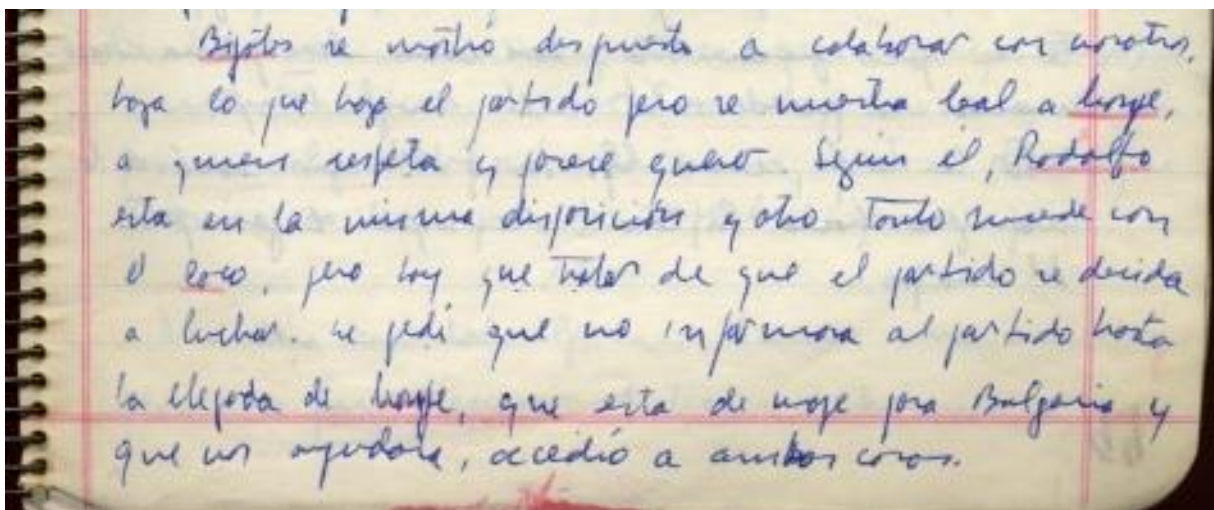 Bigotes se mostró dispuesto a colaborar con nosotros,
haga lo que haga el partido pero se muestra leal a Monje,
a quien respeta y parece querer. Según él, Rodolfo
esta en la misma disposición y otro tanto sucede con
el Coco, pero hay que tratar de que el partido se decida
a luchar. Le pedí que no informara al partido hasta
la llegada de Monje, que esta de viaje para Bulgaria y
que nos ayudara, accedió a ambas cosas.